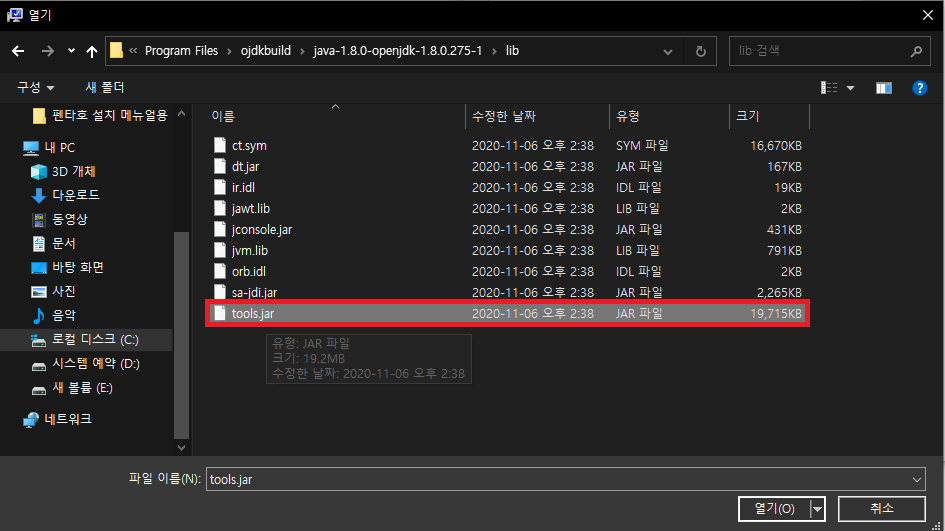 열기
« Program Files › ojdkbuild › java-1.8.0-openjdk-1.8.0.275-1 › lib
lib 검색
구성
새 폴더
펜타호 설치 메뉴얼용
내 PC
3D 개체
다운로드
동영상
문서
바탕 화면
사진
음악
로컬 디스크 (C:)
시스템 예약 (D:)
새 볼륨 (E:)
네트워크
이름 수정한 날짜 유형 크기
ct.sym 2020-11-06 오후 2:38 SYM 파일 16,670KB
dt.jar 2020-11-06 오후 2:38 JAR 파일 167KB
ir.idl 2020-11-06 오후 2:38 IDL 파일 19KB
jawt.lib 2020-11-06 오후 2:38 LIB 파일 2KB
jconsole.jar 2020-11-06 오후 2:38 JAR 파일 431KB
jvm.lib 2020-11-06 오후 2:38 LIB 파일 791KB
orb.idl 2020-11-06 오후 2:38 IDL 파일 2KB
sa-jdi.jar 2020-11-06 오후 2:38 JAR 파일 2,265KB
tools.jar 2020-11-06 오후 2:38 JAR 파일 19,715KB
유형: JAR 파일
크기: 19.2MB
수정한 날짜: 2020-11-06 오후 2:38
파일 이름(N): tools.jar
열기(O) 취소